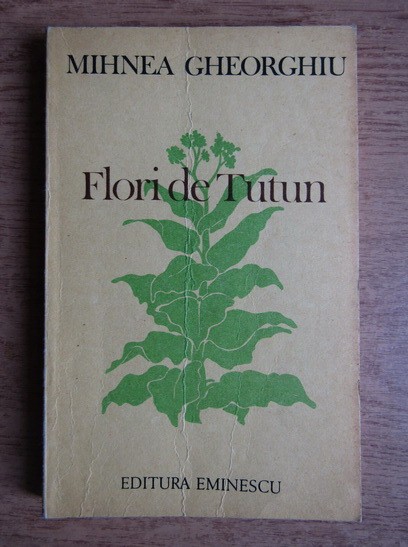 MIHNEA GHEORGHIU
Flori de Tutun
EDITURA EMINESCU